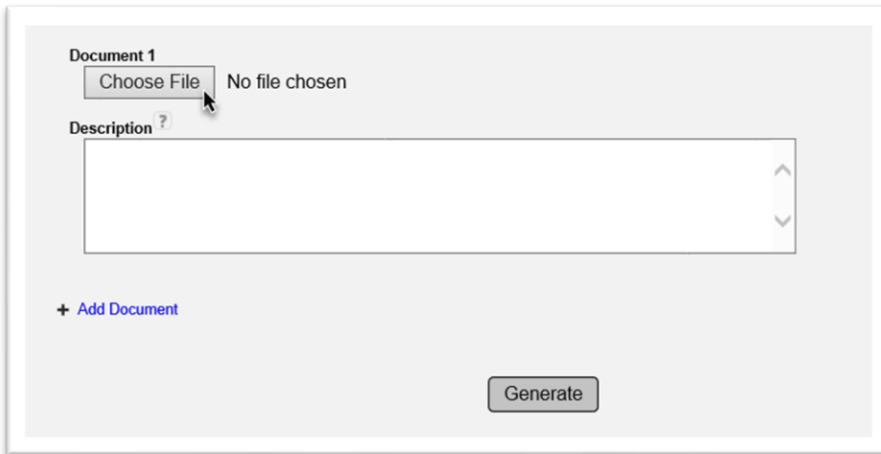 Document 1
Choose File No file chosen
Description ?
+ Add Document
Generate